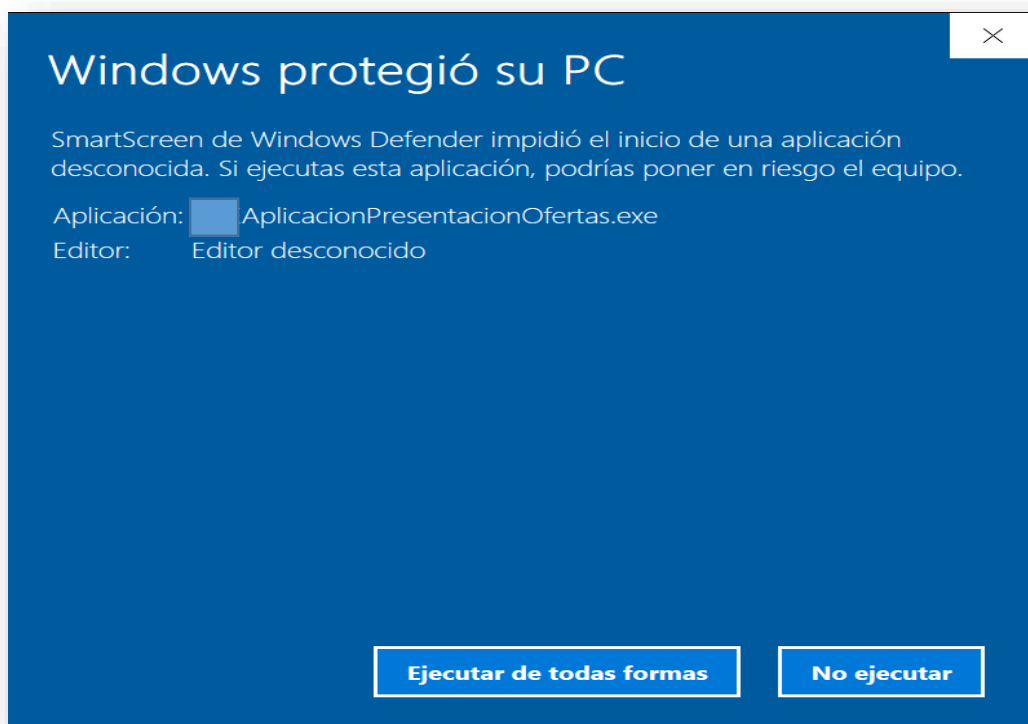 Windows protegió su PC
SmartScreen de Windows Defender impidió el inicio de una aplicación
desconocida. Si ejecutas esta aplicación, podrías poner en riesgo el equipo.
Aplicación: AplicacionPresentacionOfertas.exe
Editor: Editor desconocido
Ejecutar de todas formas No ejecutar